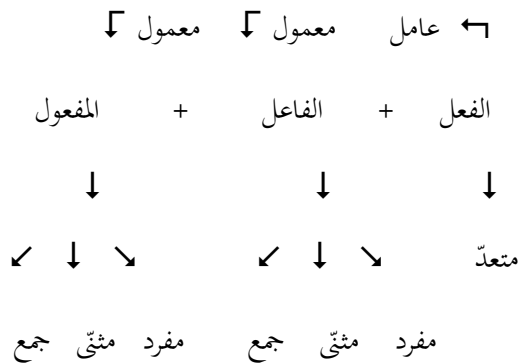 عامل معمول معمول
الفعل + الفاعل + المفعول
متعدّ
مفرد مثنّى جمع مفرد مثنّى جمع